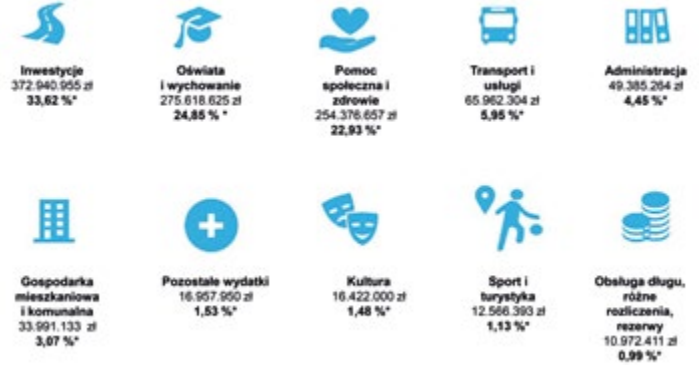 Inwestycje
372.940.955 zł
33,62 %*
Oświata
i wychowanie
275.618.625 zł
24,85 % *
Pomoc
społeczna i
zdrowie
254.376.657 zł
22,93 %*
Transport i
usługi
65.962.304 zł
5,95 %*
Administracja
49.385.264 zł
4,45 %*
Gospodarka
mieszkaniowa
i komunalna
33.991.133 zł
3,07 %*
Pozostałe wydatki
16.957.950 zł
1,53 %*
Kultura
16.422.000 zł
1,48 %*
Sport i
turystyka
12.566.393 zł
1,13 %*
Obsługa długu,
różne
rozliczenia,
rezerwy
10.972.411 zł
0,99 %*